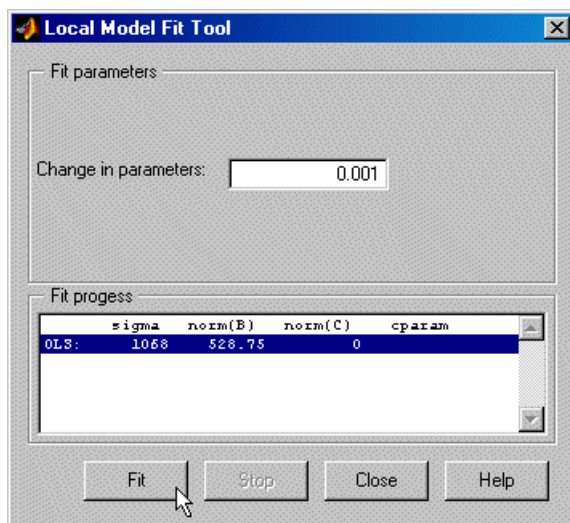 Local Model Fit Tool
Fit parameters
Change in parameters: 0.001
Fit progess
sigma norm(B) norm(C) cparam
OLS: 1068 528.75 0
Fit Stop Close Help